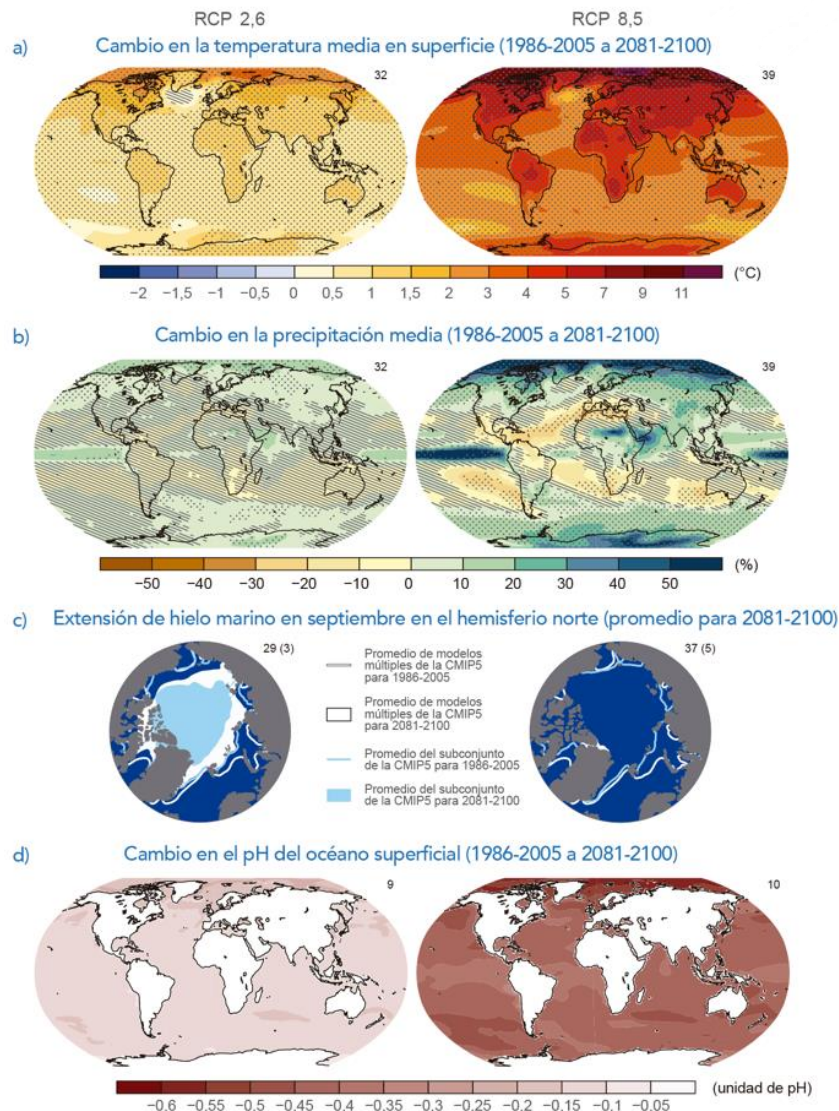 RCP 2,6
RCP 8,5
a) Cambio en la temperatura media en superficie (1986-2005 a 2081-2100)
32
39
−2 −1,5 −1 −0,5 0 0,5 1 1,5 2 3 4 5 7 9 11 (°C)
b) Cambio en la precipitación media (1986-2005 a 2081-2100)
32
39
−50 −40 −30 −20 −10 0 10 20 30 40 50 (%)
c) Extensión de hielo marino en septiembre en el hemisferio norte (promedio para 2081-2100)
29 (3)
37 (5)
Promedio de modelos
múltiples de la CMIP5
para 1986-2005
Promedio de modelos
múltiples de la CMIP5
para 2081-2100
Promedio del subconjunto
de la CMIP5 para 1986-2005
Promedio del subconjunto
de la CMIP5 para 2081-2100
d) Cambio en el pH del océano superficial (1986-2005 a 2081-2100)
9
10
−0.6 −0.55 −0.5 −0.45 −0.4 −0.35 −0.3 −0.25 −0.2 −0.15 −0.1 −0.05 (unidad de pH)